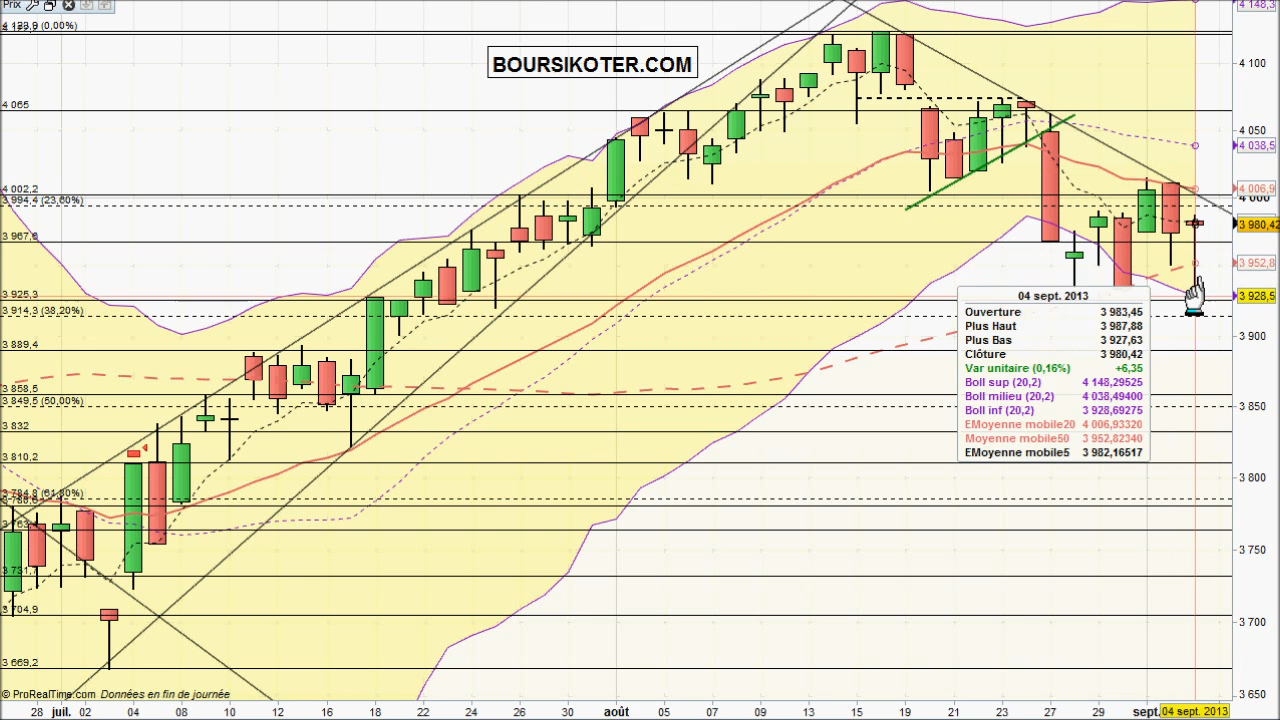 Prix
4 148,3
4 123,9 (0,00%)
BOURSIKOTER.COM
4 100
4 065
4 050
4 038,5
4 002,2
4 006,9
4 000
3 994,4 (23,60%)
3 980,42
3 967,6
3 952,8
3 925,3
3 928,5
3 914,3 (38,20%)
3 900
3 889,4
3 858,5
3 849,5 (50,00%)
3 850
3 832
3 810,2
3 800
3 784,8 (61,80%)
3 750
3 731,
3 704,9
3 700
3 669,2
3 650
04 sept. 2013
Ouverture 3 983,45
Plus Haut 3 987,88
Plus Bas 3 927,63
Clôture 3 980,42
Var unitaire (0,16%) +6,35
Boll sup (20,2) 4 148,29525
Boll milieu (20,2) 4 038,49400
Boll inf (20,2) 3 928,69275
EMoyenne mobile20 4 006,93320
Moyenne mobile50 3 952,82340
EMoyenne mobile5 3 982,16517
© ProRealTime.com Données en fin de journée
28 juil. 02 04 08 10 12 16 18 22 24 26 30 août 05 07 09 13 15 19 21 23 27 29 sept. 04 sept. 2013